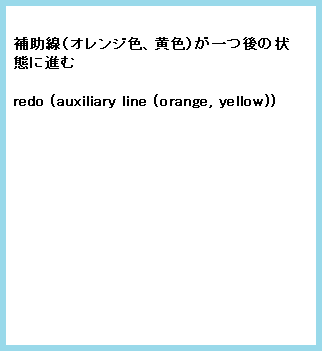 補助線(オレンジ色、黄色)が一つ後の状
態に進む
redo (auxiliary line (orange, yellow))